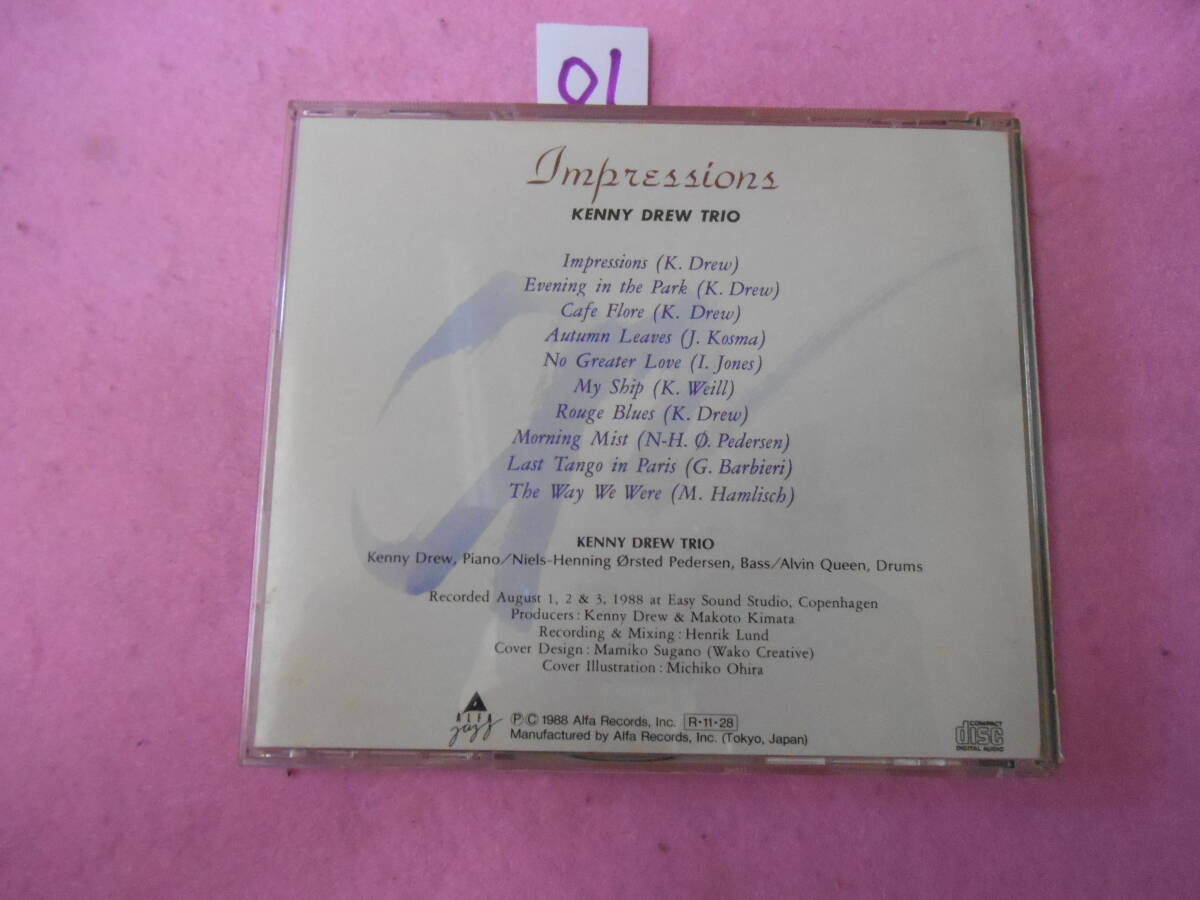 01
Impressions
KENNY DREW TRIO
Impressions (K. Drew)
Evening in the Park (K. Drew)
Cafe Flore (K. Drew)
Autumn Leaves (J. Kosma)
No Greater Love (I. Jones)
My Ship (K. Weill)
Rouge Blues (K. Drew)
Morning Mist (N-H. Ø. Pedersen)
Last Tango in Paris (G. Barbieri)
The Way We Were (M. Hamlisch)
KENNY DREW TRIO
Kenny Drew, Piano/Niels-Henning Ørsted Pedersen, Bass/Alvin Queen, Drums
Recorded August 1, 2 & 3, 1988 at Easy Sound Studio, Copenhagen
Producers: Kenny Drew & Makoto Kimata
Recording & Mixing: Henrik Lund
Cover Design: Mamiko Sugano (Wako Creative)
Cover Illustration: Michiko Ohira
ALFA
jazz
℗© 1988 Alfa Records, Inc. R・11・28
Manufactured by Alfa Records, Inc. (Tokyo, Japan)
COMPACT
disc
DIGITAL AUDIO